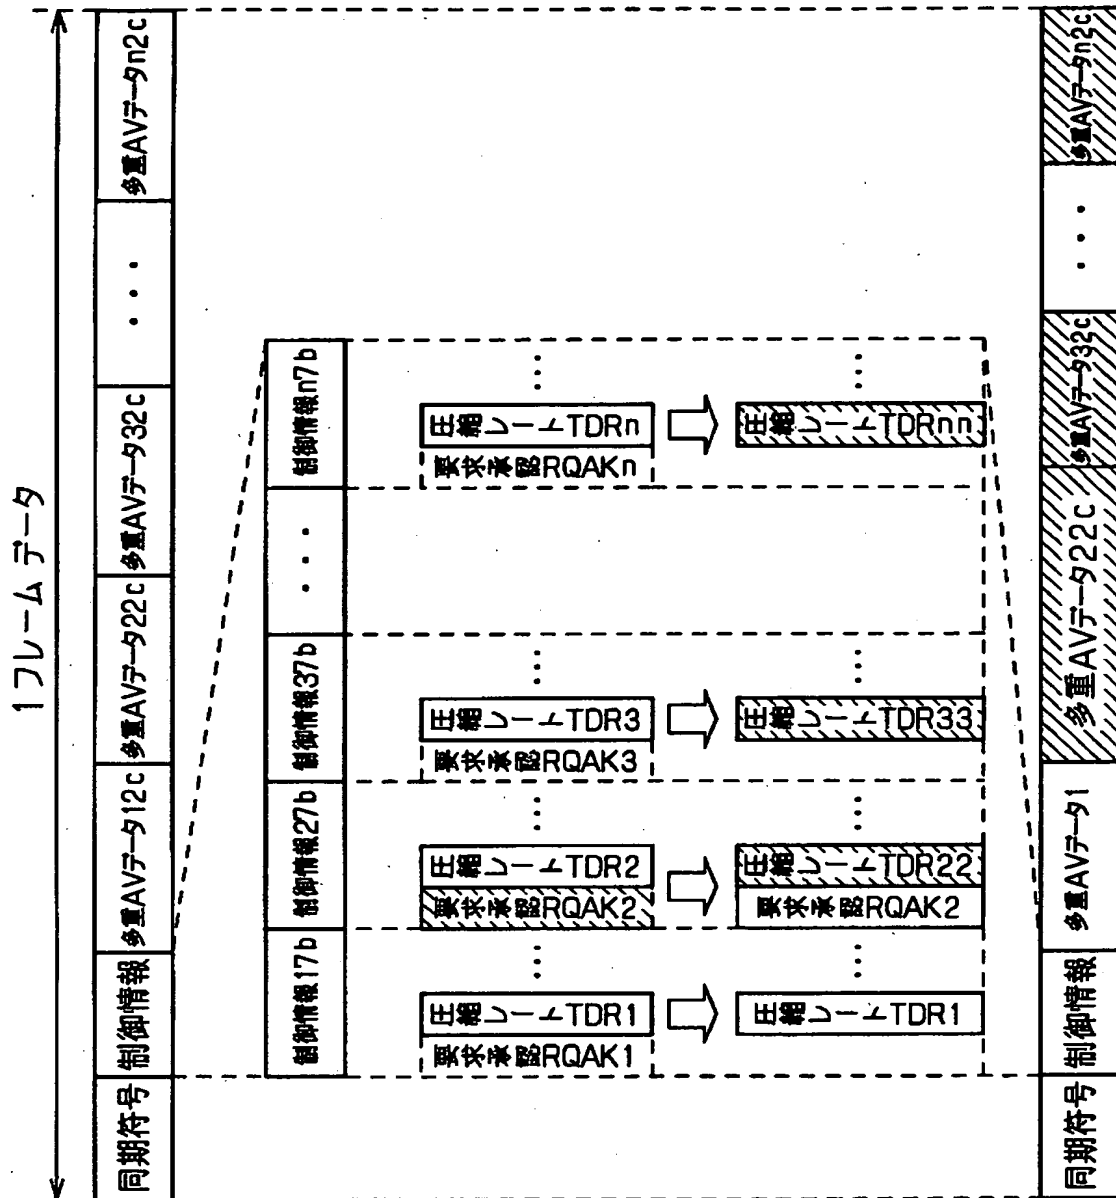 1フレームデータ
同期符号
制御情報
多重AVデータ12c
多重AVデータ22c
多重AVデータ32c
...
多重AVデータn2c
制御情報17b
制御情報27b
制御情報37b
...
制御情報n7b
圧縮レートTDR1
...
要求承認RQAK1
圧縮レートTDR2
...
要求承認RQAK2
圧縮レートTDR3
...
要求承認RQAK3
圧縮レートTDRn
...
要求承認RQAKn
圧縮レートTDR1
...
圧縮レートTDR22
...
要求承認RQAK2
圧縮レートTDR33
...
圧縮レートTDRnn
...
同期符号
制御情報
多重AVデータ1
多重AVデータ22c
多重AVデータ32c
...
多重AVデータn2c